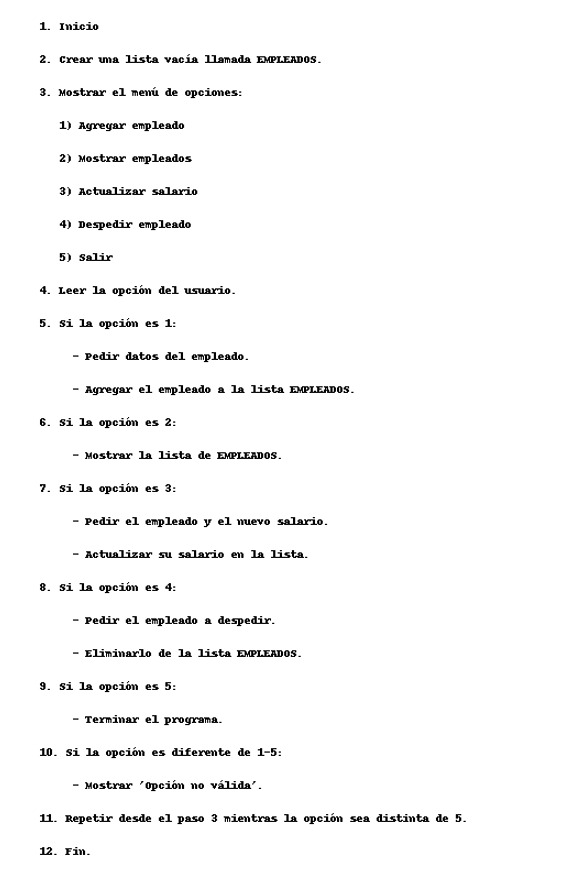 1. Inicio
2. Crear una lista vacía llamada EMPLEADOS.
3. Mostrar el menú de opciones:
1) Agregar empleado
2) Mostrar empleados
3) Actualizar salario
4) Despedir empleado
5) Salir
4. Leer la opción del usuario.
5. Si la opción es 1:
- Pedir datos del empleado.
- Agregar el empleado a la lista EMPLEADOS.
6. Si la opción es 2:
- Mostrar la lista de EMPLEADOS.
7. Si la opción es 3:
- Pedir el empleado y el nuevo salario.
- Actualizar su salario en la lista.
8. Si la opción es 4:
- Pedir el empleado a despedir.
- Eliminarlo de la lista EMPLEADOS.
9. Si la opción es 5:
- Terminar el programa.
10. Si la opción es diferente de 1-5:
- Mostrar 'Opción no válida'.
11. Repetir desde el paso 3 mientras la opción sea distinta de 5.
12. Fin.